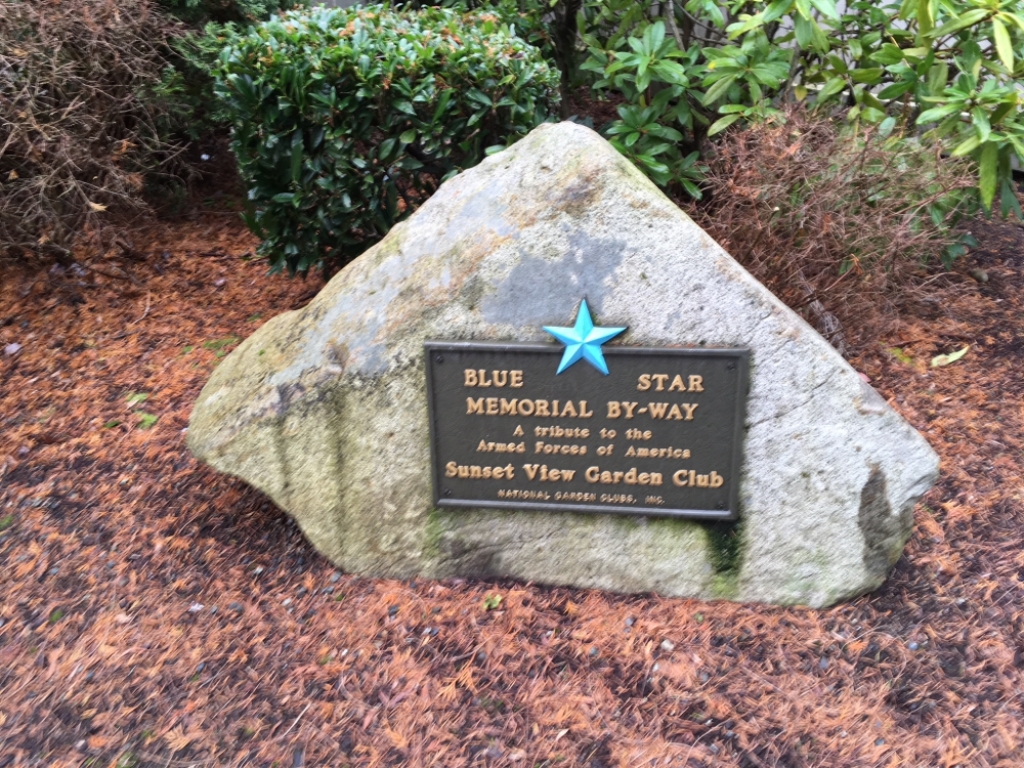 BLUE STAR
MEMORIAL BY-WAY
A tribute to the
Armed Forces of America
Sunset View Garden Club
NATIONAL GARDEN CLUBS, INC.